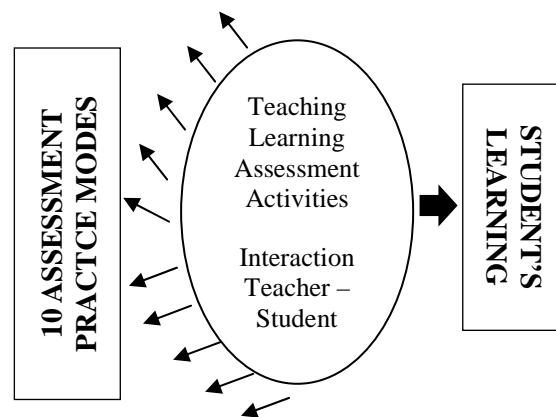 10 ASSESSMENT
PRACTCE MODES
Teaching
Learning
Assessment
Activities
Interaction
Teacher –
Student
STUDENT'S
LEARNING